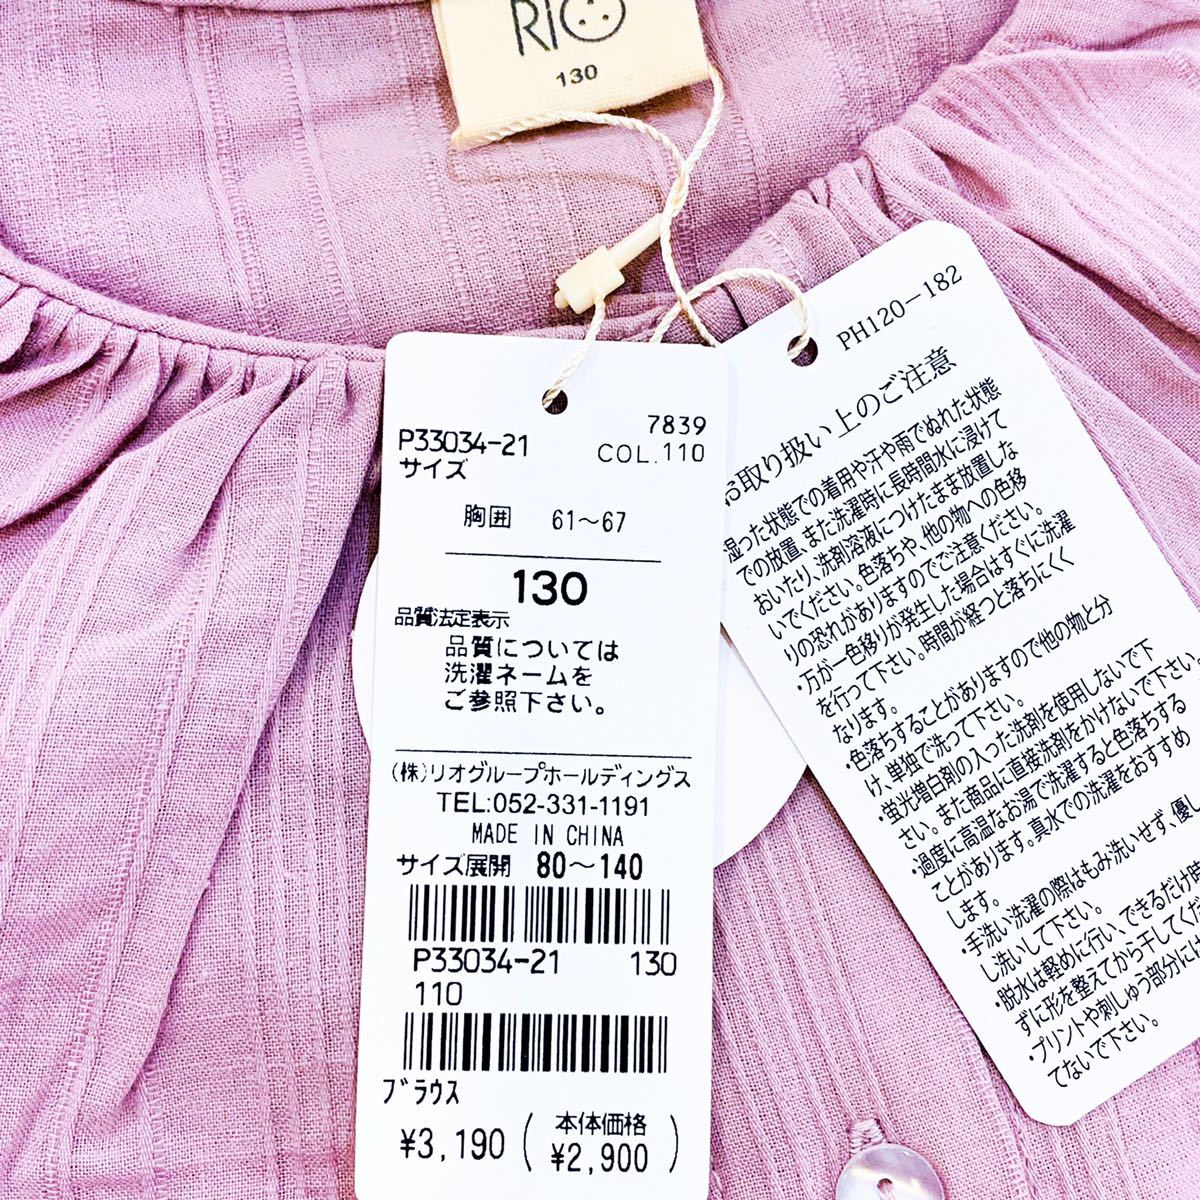 RiO
130
P33034-21
7839
COL.110
サイズ
胸囲 61〜67
130
品質法定表示
品質については
洗濯ネームを
ご参照下さい。
(株)リオグループホールディングス
TEL:052-331-1191
MADE IN CHINA
サイズ展開 80〜140
P33034-21 130
110
ブラウス
¥3,190 ( 本体価格 ¥2,900 )
PH120-182
お取り扱い上のご注意
湿った状態での着用や汗や雨でぬれた状態
での放置、また洗濯時に長時間水に浸けて
おいたり、洗剤溶液につけたまま放置しな
いでください。色落ちや、他の物への色移
りの恐れがありますのでご注意ください。
・万が一色移りが発生した場合はすぐに洗濯
を行って下さい。時間が経つと落ちにくく
なります。
・色落ちすることがありますので他の物と分
け、単独で洗って下さい。
・蛍光増白剤の入った洗剤を使用しないで下
さい。また商品に直接洗剤をかけないで下さい。
・過度に高温なお湯で洗濯すると色落ちする
ことがあります。真水での洗濯をおすすめ
します。
・手洗い洗濯の際はもみ洗いせず、優し
し洗いして下さい。
・脱水は軽めに行い、できるだけ時
ずに形を整えてから干してくだ
・プリントや刺しゅう部分に
てないで下さい。